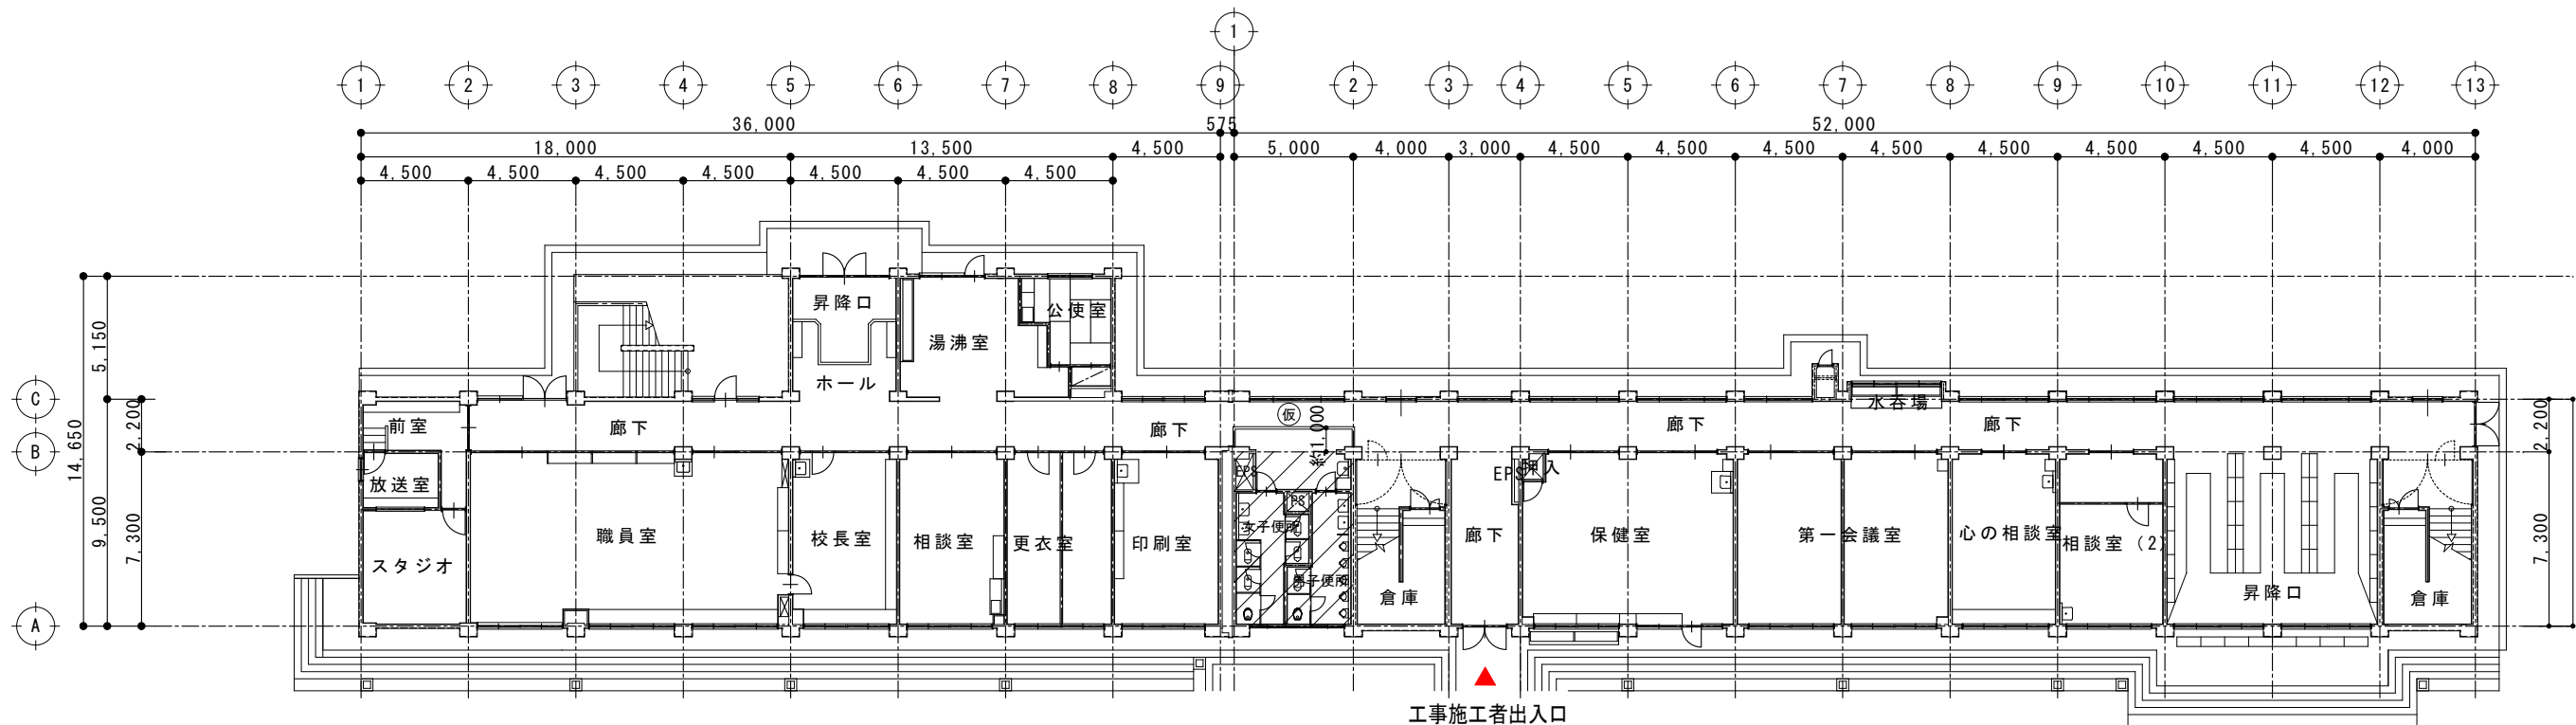 1
1 2 3 4 5 6 7 8 9 2 3 4 5 6 7 8 9 10 11 12 13
36,000 575 52,000
18,000 13,500 4,500 5,000 4,000 3,000 4,500 4,500 4,500 4,500 4,500 4,500 4,500 4,500 4,000
4,500 4,500 4,500 4,500 4,500 4,500 4,500
昇降口
公使室
湯沸室
ホール
5,150
C
B
A
14,650
2,200
9,500
7,300
前室
廊下
廊下
仮
約1,000
廊下
水呑場
廊下
2,200
放送室
EPS
PS
EPS
押入
女子便所
男子便所
スタジオ
職員室
校長室
相談室
更衣室
印刷室
倉庫
廊下
保健室
第一会議室
心の相談室
相談室(2)
昇降口
倉庫
7,300
工事施工者出入口